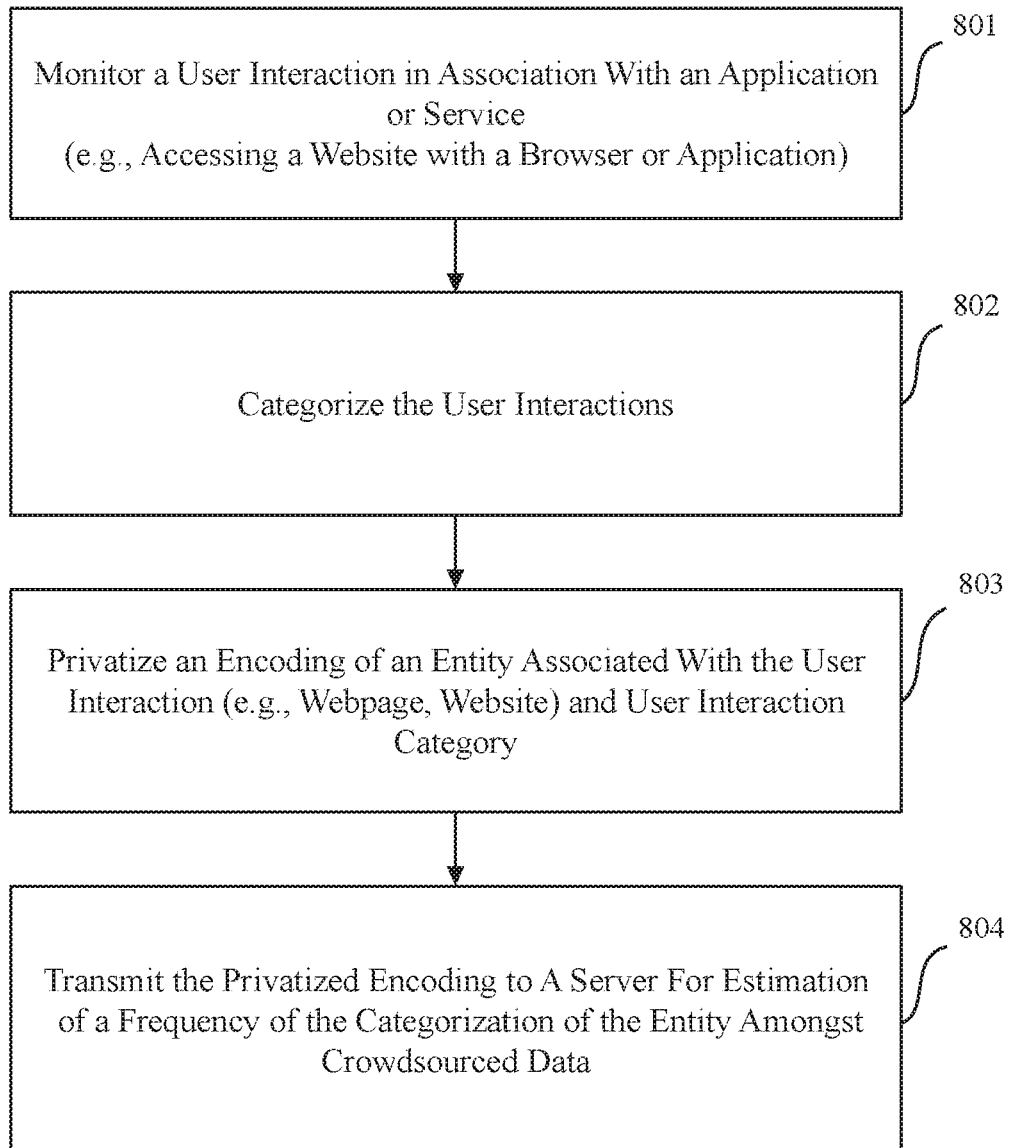 801
Monitor a User Interaction in Association With an Application
or Service
(e.g., Accessing a Website with a Browser or Application)
802
Categorize the User Interactions
803
Privatize an Encoding of an Entity Associated With the User
Interaction (e.g., Webpage, Website) and User Interaction
Category
804
Transmit the Privatized Encoding to A Server For Estimation
of a Frequency of the Categorization of the Entity Amongst
Crowdsourced Data